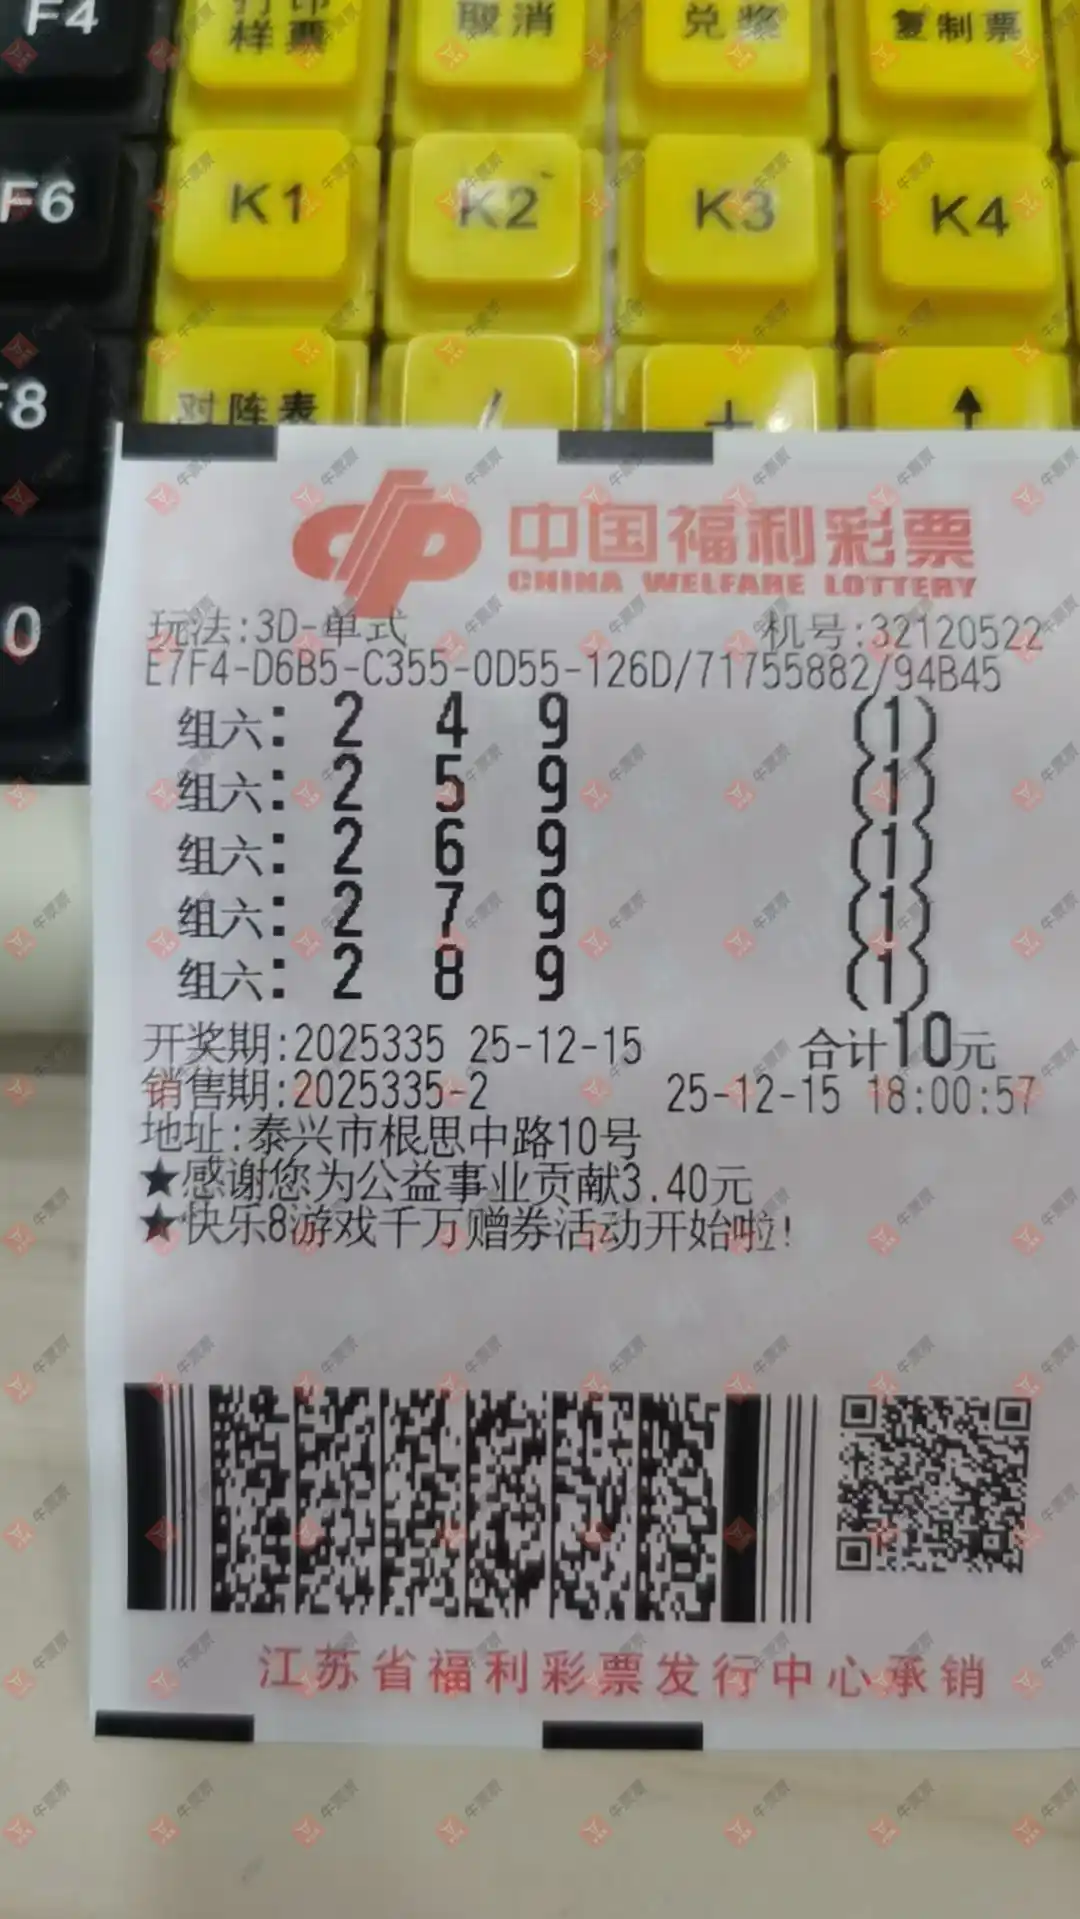 F4
打印
样票
取消
兑奖
复制票
F6
K1
K2
K3
K4
F8
对阵表
/
+
↑
0
中国福利彩票
CHINA WELFARE LOTTERY
玩法:3D-单式 机号:32120522
E7F4-D6B5-C355-0D55-126D/71755882/94B45
组六: 2 4 9 (1)
组六: 2 5 9 (1)
组六: 2 6 9 (1)
组六: 2 7 9 (1)
组六: 2 8 9 (1)
开奖期:2025335 25-12-15 合计10元
销售期:2025335-2 25-12-15 18:00:57
地址:泰兴市根思中路10号
★感谢您为公益事业贡献3.40元
★快乐8游戏千万赠券活动开始啦!
江苏省福利彩票发行中心承销
牛票票